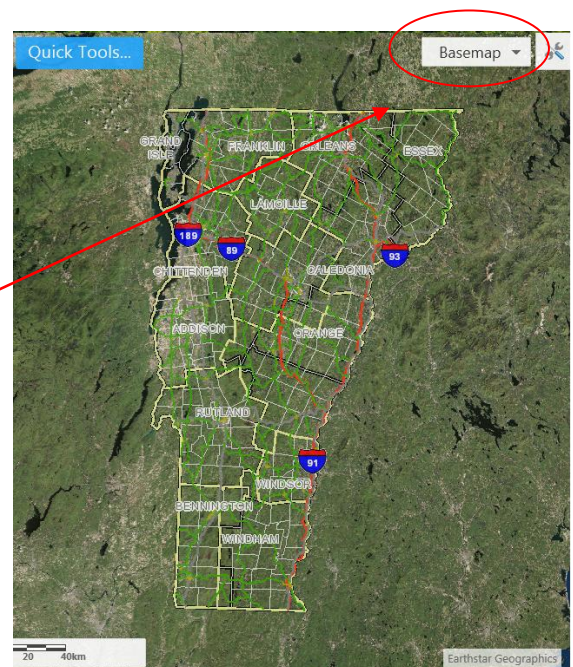 Quick Tools...
Basemap
GRAND
ISLE
FRANKLIN
ORLEANS
ESSEX
LAMOILLE
189
89
93
CHITTENDEN
CALEDONIA
ADDISON
ORANGE
RUTLAND
91
WINDSOR
BENNINGTON
WINDHAM
20 40km
Earthstar Geographics